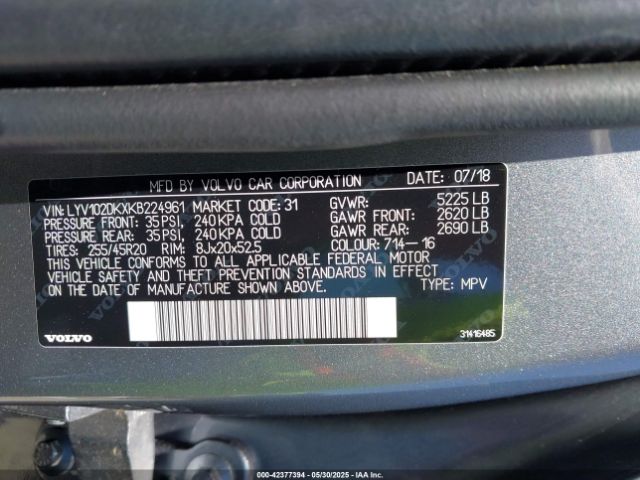 MFD BY VOLVO CAR CORPORATION DATE: 07/18
VIN: LYV102DKXKB224961 MARKET CODE: 31 GVWR: 5225 LB
PRESSURE FRONT: 35 PSI, 240 KPA COLD GAWR FRONT: 2620 LB
PRESSURE REAR: 35 PSI, 240 KPA COLD GAWR REAR: 2690 LB
TIRES: 255/45R20 RIM: 8Jx20x52.5 COLOUR: 714-16
THIS VEHICLE CONFORMS TO ALL APPLICABLE FEDERAL MOTOR
VEHICLE SAFETY AND THEFT PREVENTION STANDARDS IN EFFECT
ON THE DATE OF MANUFACTURE SHOWN ABOVE. TYPE: MPV
VOLVO 31416485
000-42377394 05/30/2025 IAA Inc.